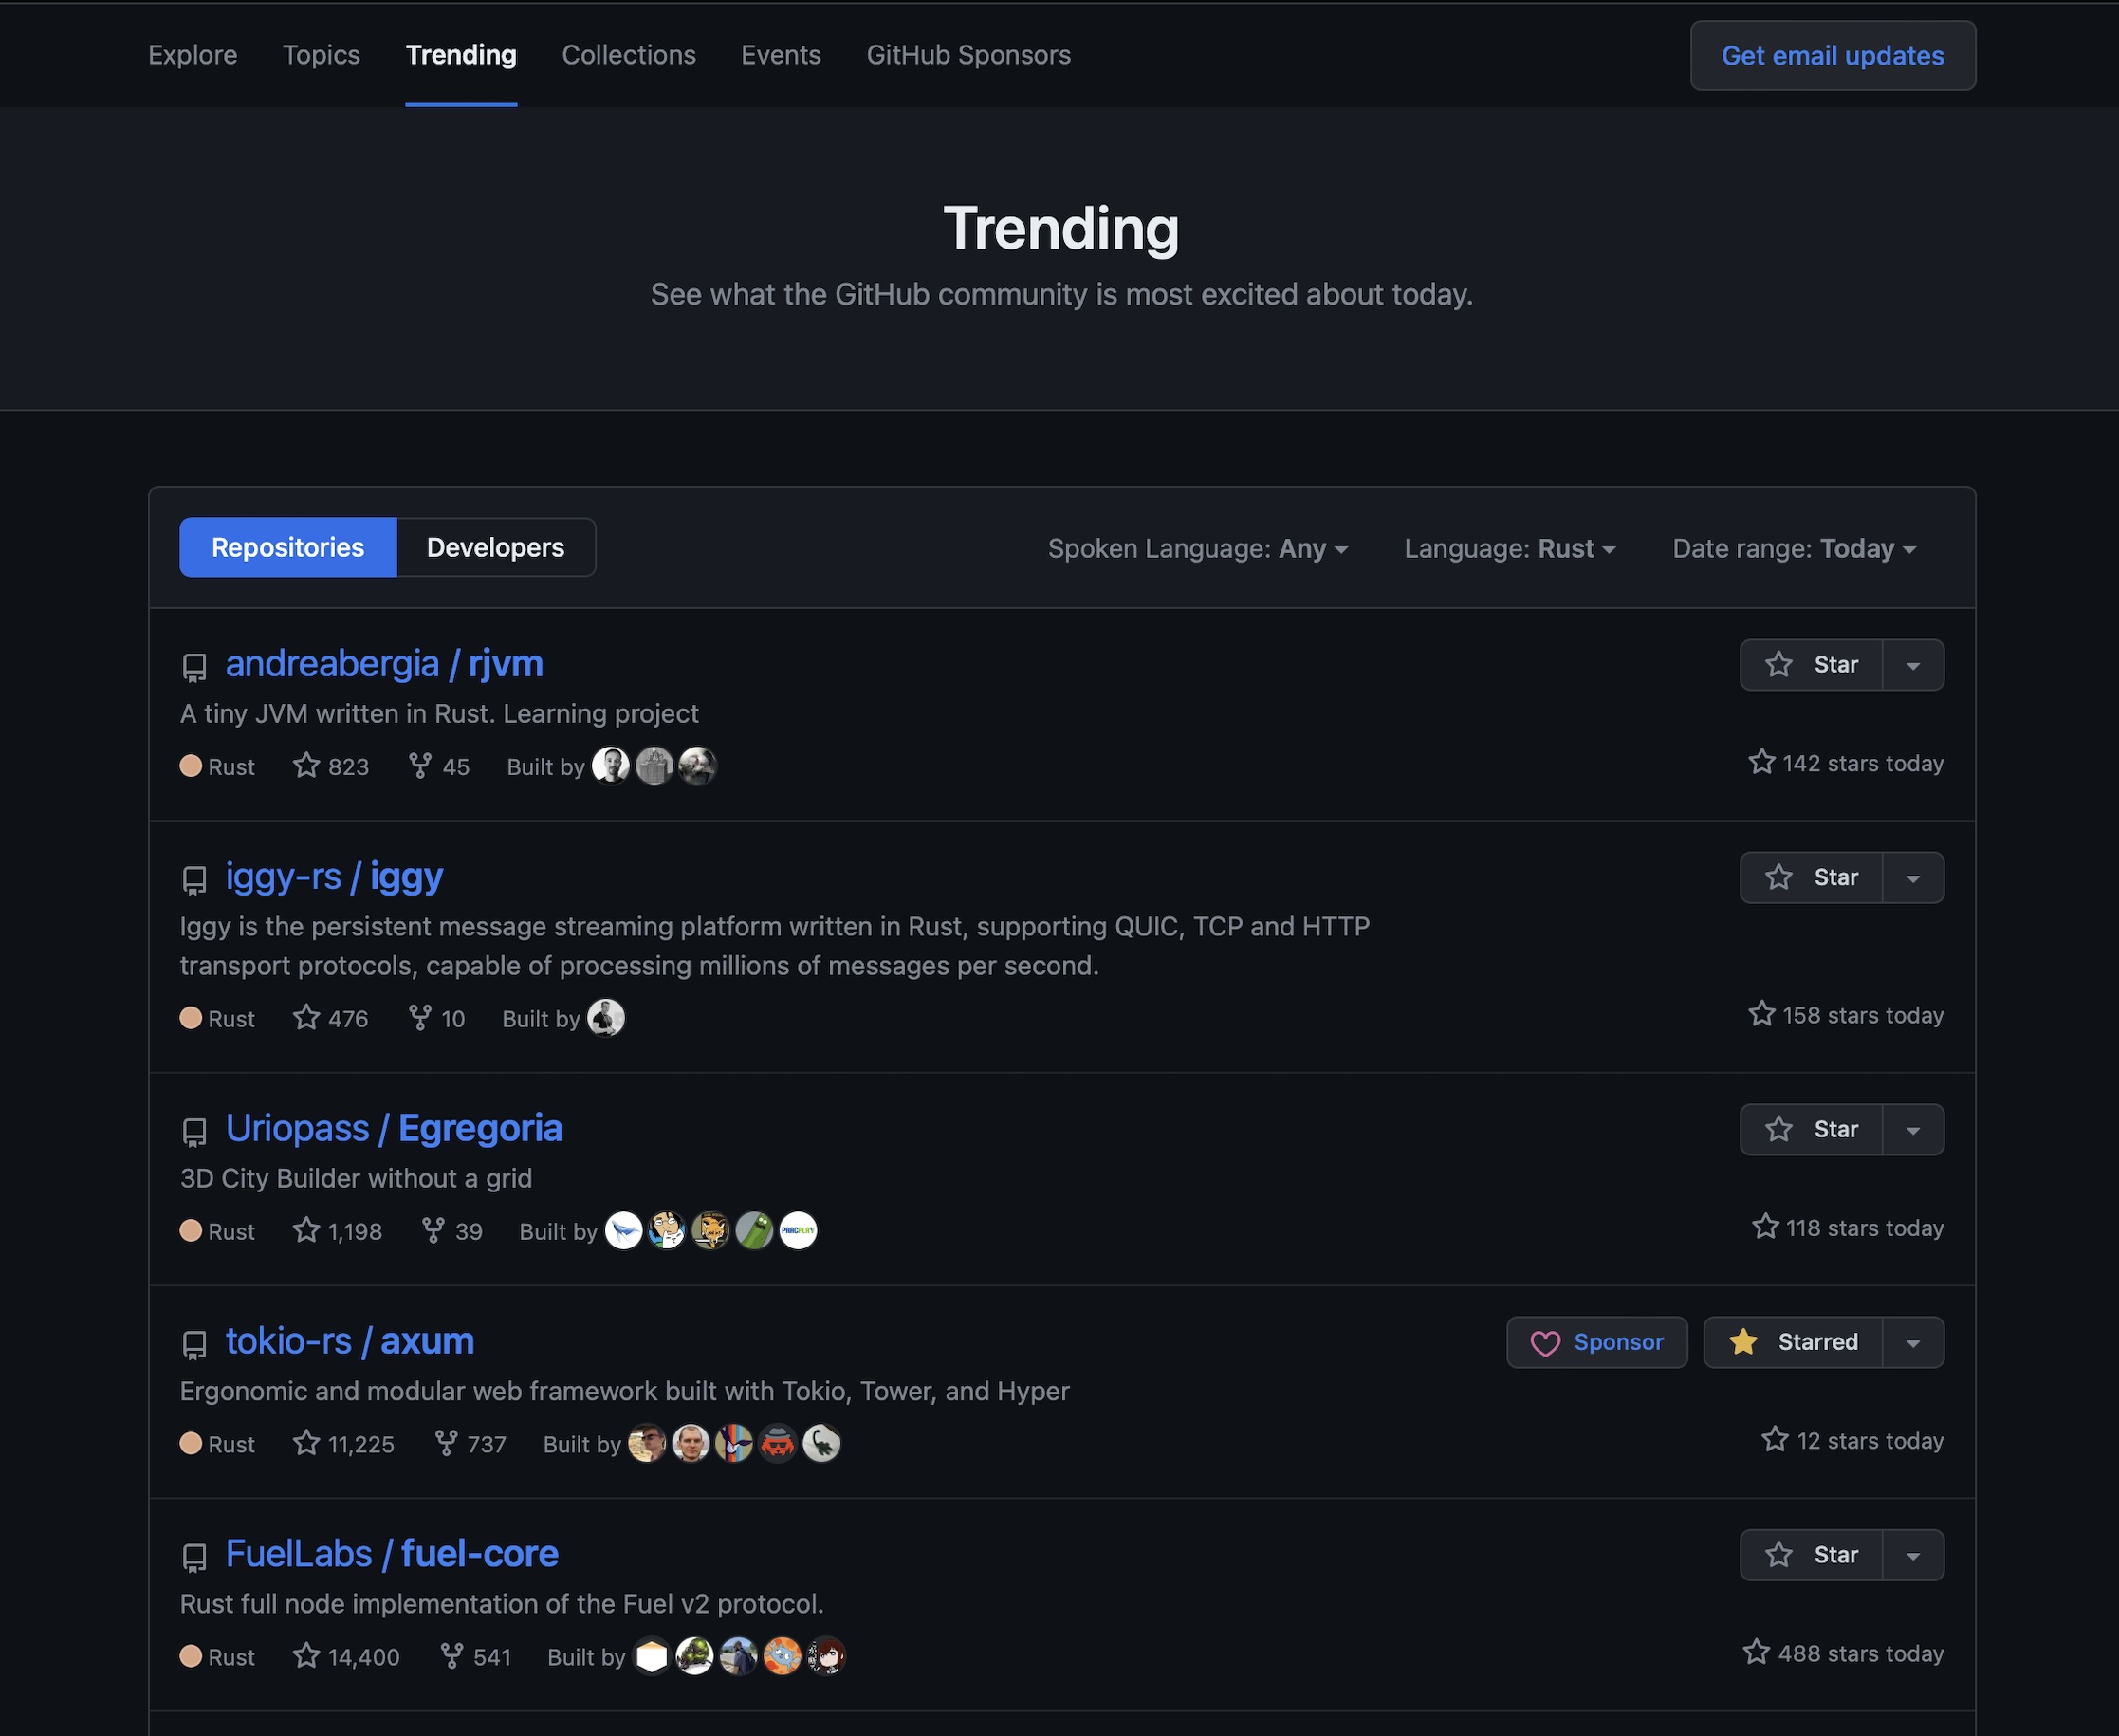 Explore Topics Trending Collections Events GitHub Sponsors Get email updates
Trending
See what the GitHub community is most excited about today.
Repositories Developers Spoken Language: Any Language: Rust Date range: Today
andreabergia / rjvm Star
A tiny JVM written in Rust. Learning project
Rust 823 45 Built by 142 stars today
iggy-rs / iggy Star
Iggy is the persistent message streaming platform written in Rust, supporting QUIC, TCP and HTTP
transport protocols, capable of processing millions of messages per second.
Rust 476 10 Built by 158 stars today
Uriopass / Egregoria Star
3D City Builder without a grid
Rust 1,198 39 Built by PARCPLAY 118 stars today
tokio-rs / axum Sponsor Starred
Ergonomic and modular web framework built with Tokio, Tower, and Hyper
Rust 11,225 737 Built by 12 stars today
FuelLabs / fuel-core Star
Rust full node implementation of the Fuel v2 protocol.
Rust 14,400 541 Built by 488 stars today